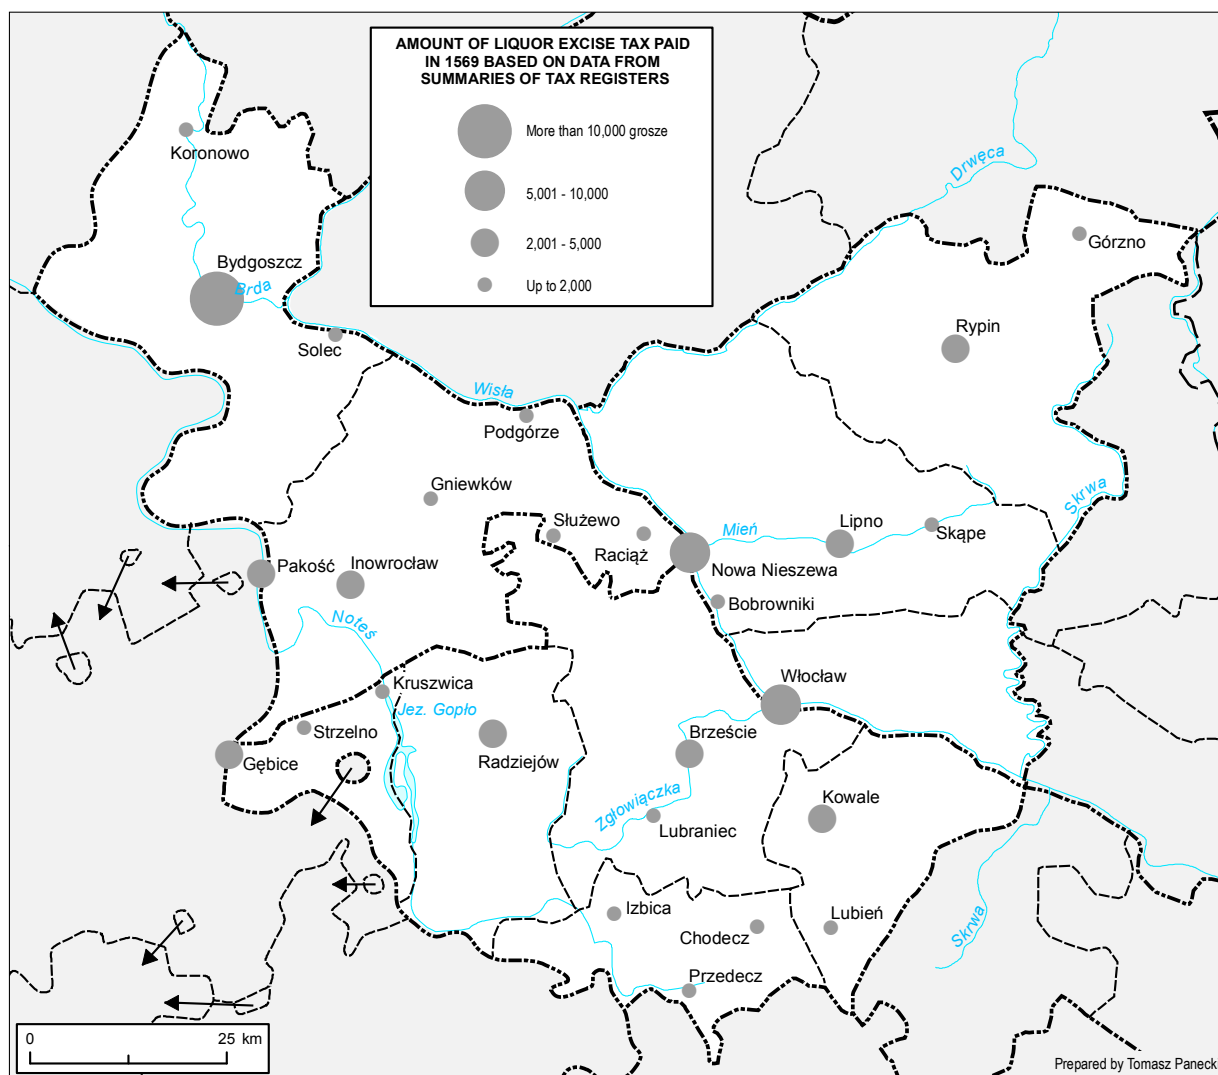 AMOUNT OF LIQUOR EXCISE TAX PAID
IN 1569 BASED ON DATA FROM
SUMMARIES OF TAX REGISTERS
More than 10,000 grosze
5,001 - 10,000
2,001 - 5,000
Up to 2,000
Koronowo
Drwęca
Górzno
Bydgoszcz
Brda
Solec
Rypin
Wisła
Podgórze
Gniewków
Skrwa
Służewo
Raciąż
Mień
Lipno
Skąpe
Pakość
Inowrocław
Nowa Nieszewa
Bobrowniki
Noteś
Kruszwica
Włocław
Jez. Gopło
Strzelno
Radziejów
Brzeście
Gębice
Zgłowiączka
Kowale
Lubraniec
Izbica
Chodecz
Lubień
Skrwa
Przedecz
0 25 km
Prepared by Tomasz Panecki